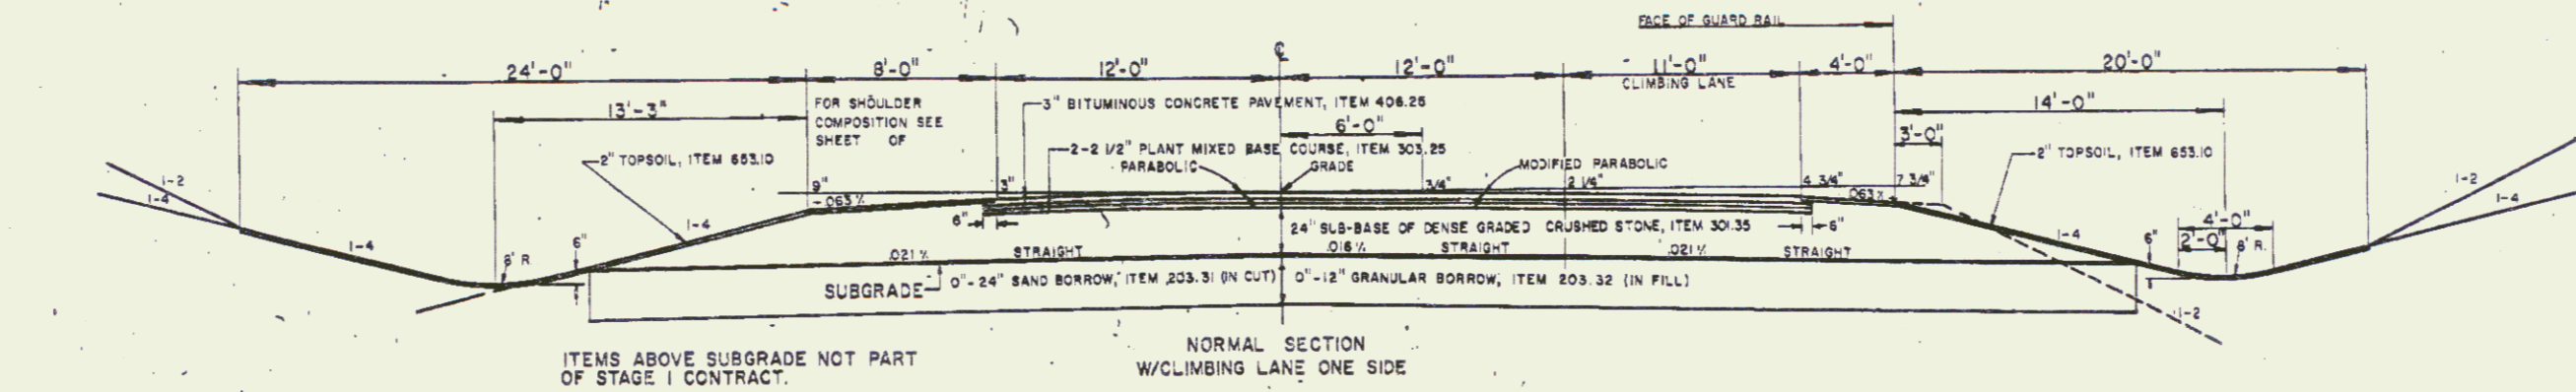 FACE OF GUARD RAIL
℄
24'-0" 8'-0" 12'-0" 12'-0" 11'-0" 4'-0" 20'-0"
CLIMBING LANE
13'-3"
FOR SHOULDER
COMPOSITION SEE
SHEET OF
3" BITUMINOUS CONCRETE PAVEMENT, ITEM 406.25
14'-0"
6'-0"
3'-0"
2-2 1/2" PLANT MIXED BASE COURSE, ITEM 303.25
2" TOPSOIL, ITEM 653.10
PARABOLIC
GRADE
MODIFIED PARABOLIC
2" TOPSOIL, ITEM 653.10
1-2
1-4
9"
3"
3/4"
2 1/4"
4 3/4"
7 3/4"
1-2
1-4
.063 %
.063 %
1-4
1-4
6"
24" SUB-BASE OF DENSE GRADED CRUSHED STONE, ITEM 301.35
6"
1-4
4'-0"
2'-0"
6"
8' R.
6"
8' R.
.021 %
STRAIGHT
.016 %
STRAIGHT
.021 %
STRAIGHT
SUBGRADE
0"-24" SAND BORROW, ITEM 203.31 (IN CUT)
0"-12" GRANULAR BORROW, ITEM 203.32 (IN FILL)
1-2
ITEMS ABOVE SUBGRADE NOT PART
OF STAGE I CONTRACT.
NORMAL SECTION
W/CLIMBING LANE ONE SIDE